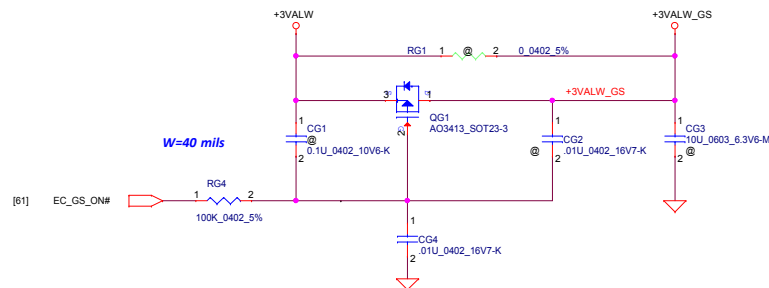 +3VALW
+3VALW_GS
RG1 1 @ 2 0_0402_5%
3 1
+3VALW_GS
QG1
AO3413_SOT23-3
2
W=40 mils
1
CG1
@
0.1U_0402_10V6-K
2
1
CG2
.01U_0402_16V7-K
@
2
1
CG3
10U_0603_6.3V6-M
@
2
[61] EC_GS_ON#
RG4
1 2
100K_0402_5%
1
CG4
.01U_0402_16V7-K
2